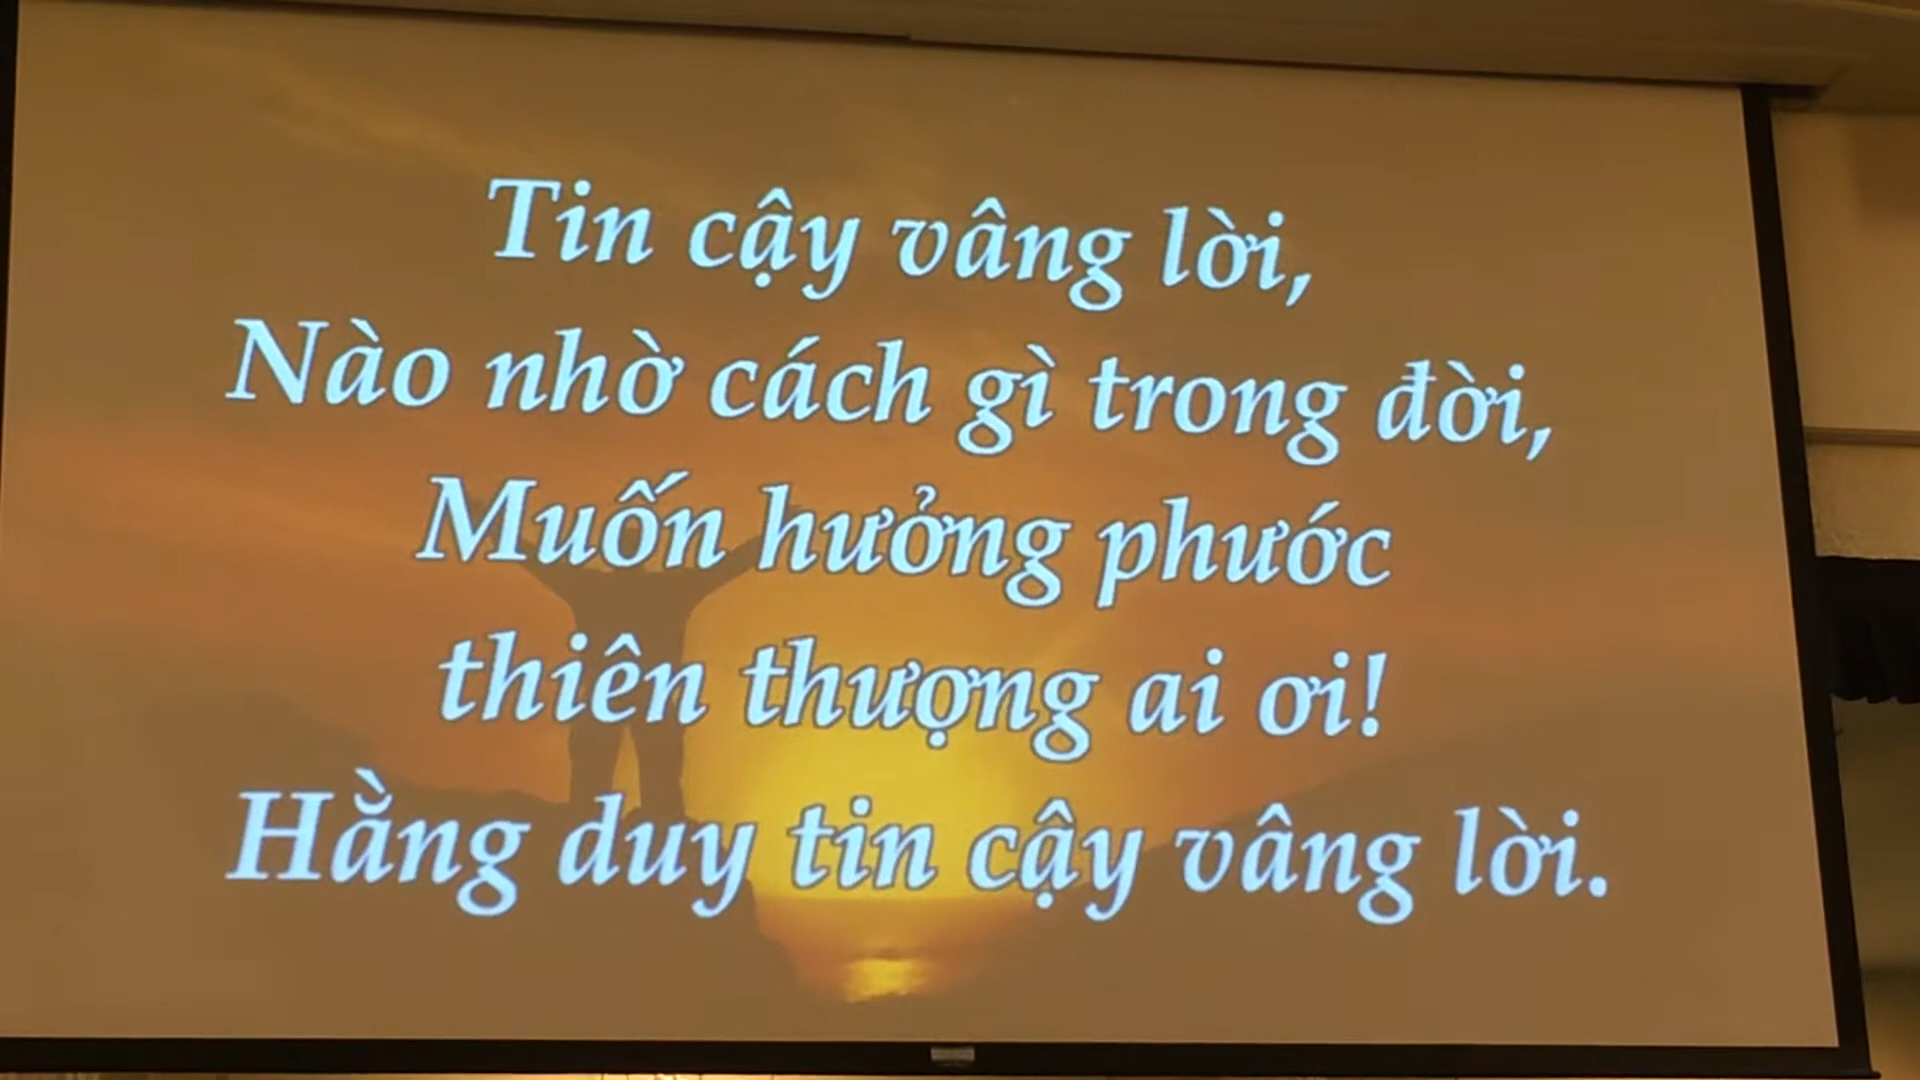 Tin cậy vâng lời,
Nào nhờ cách gì trong đời,
Muốn hưởng phước
thiên thượng ai ơi!
Hằng duy tin cậy vâng lời.